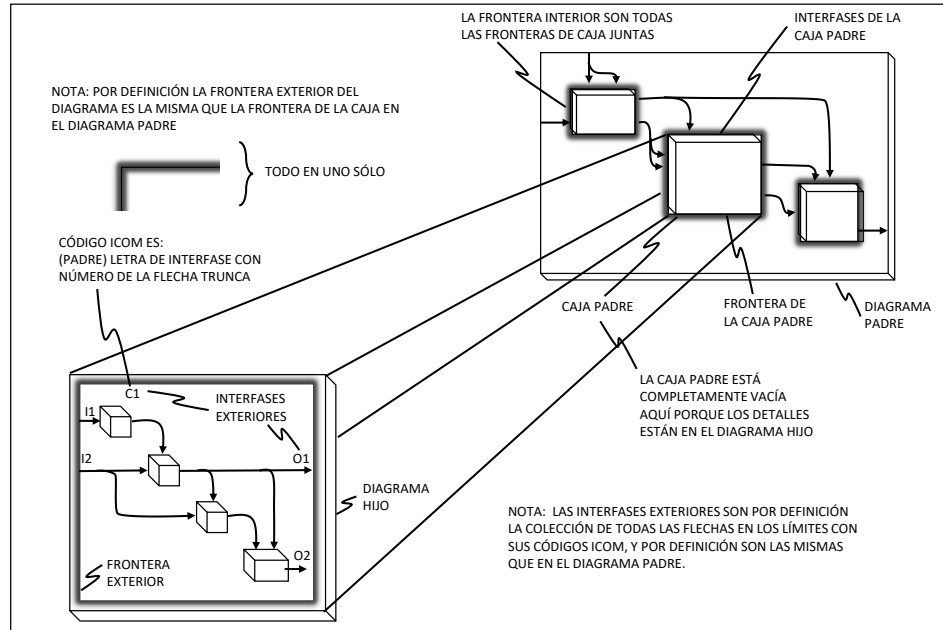 LA FRONTERA INTERIOR SON TODAS
LAS FRONTERAS DE CAJA JUNTAS
INTERFASES DE LA
CAJA PADRE
NOTA: POR DEFINICIÓN LA FRONTERA EXTERIOR DEL
DIAGRAMA ES LA MISMA QUE LA FRONTERA DE LA CAJA EN
EL DIAGRAMA PADRE
TODO EN UNO SÓLO
CÓDIGO ICOM ES:
(PADRE) LETRA DE INTERFASE CON
NÚMERO DE LA FLECHA TRUNCA
CAJA PADRE
FRONTERA DE
LA CAJA PADRE
DIAGRAMA
PADRE
LA CAJA PADRE ESTÁ
COMPLETAMENTE VACÍA
AQUÍ PORQUE LOS DETALLES
ESTÁN EN EL DIAGRAMA HIJO
C1
INTERFASES
EXTERIORES
I1
I2
O1
O2
FRONTERA
EXTERIOR
DIAGRAMA
HIJO
NOTA: LAS INTERFASES EXTERIORES SON POR DEFINICIÓN
LA COLECCIÓN DE TODAS LAS FLECHAS EN LOS LÍMITES CON
SUS CÓDIGOS ICOM, Y POR DEFINICIÓN SON LAS MISMAS
QUE EN EL DIAGRAMA PADRE.